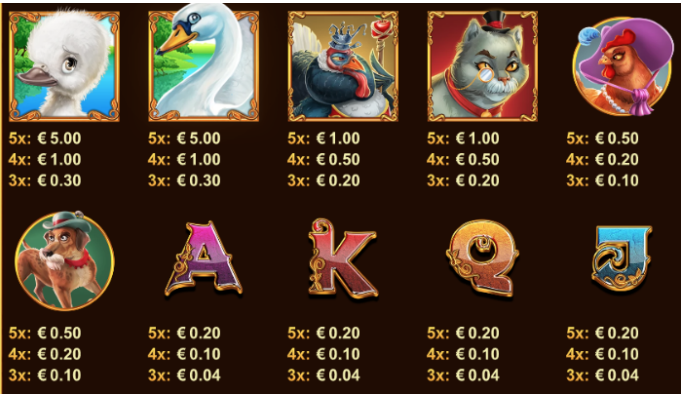 5x: € 5.00 5x: € 5.00 5x: € 1.00 5x: € 1.00 5x: € 0.50
4x: € 1.00 4x: € 1.00 4x: € 0.50 4x: € 0.50 4x: € 0.20
3x: € 0.30 3x: € 0.30 3x: € 0.20 3x: € 0.20 3x: € 0.10
A K Q J
5x: € 0.50 5x: € 0.20 5x: € 0.20 5x: € 0.20 5x: € 0.20
4x: € 0.20 4x: € 0.10 4x: € 0.10 4x: € 0.10 4x: € 0.10
3x: € 0.10 3x: € 0.04 3x: € 0.04 3x: € 0.04 3x: € 0.04